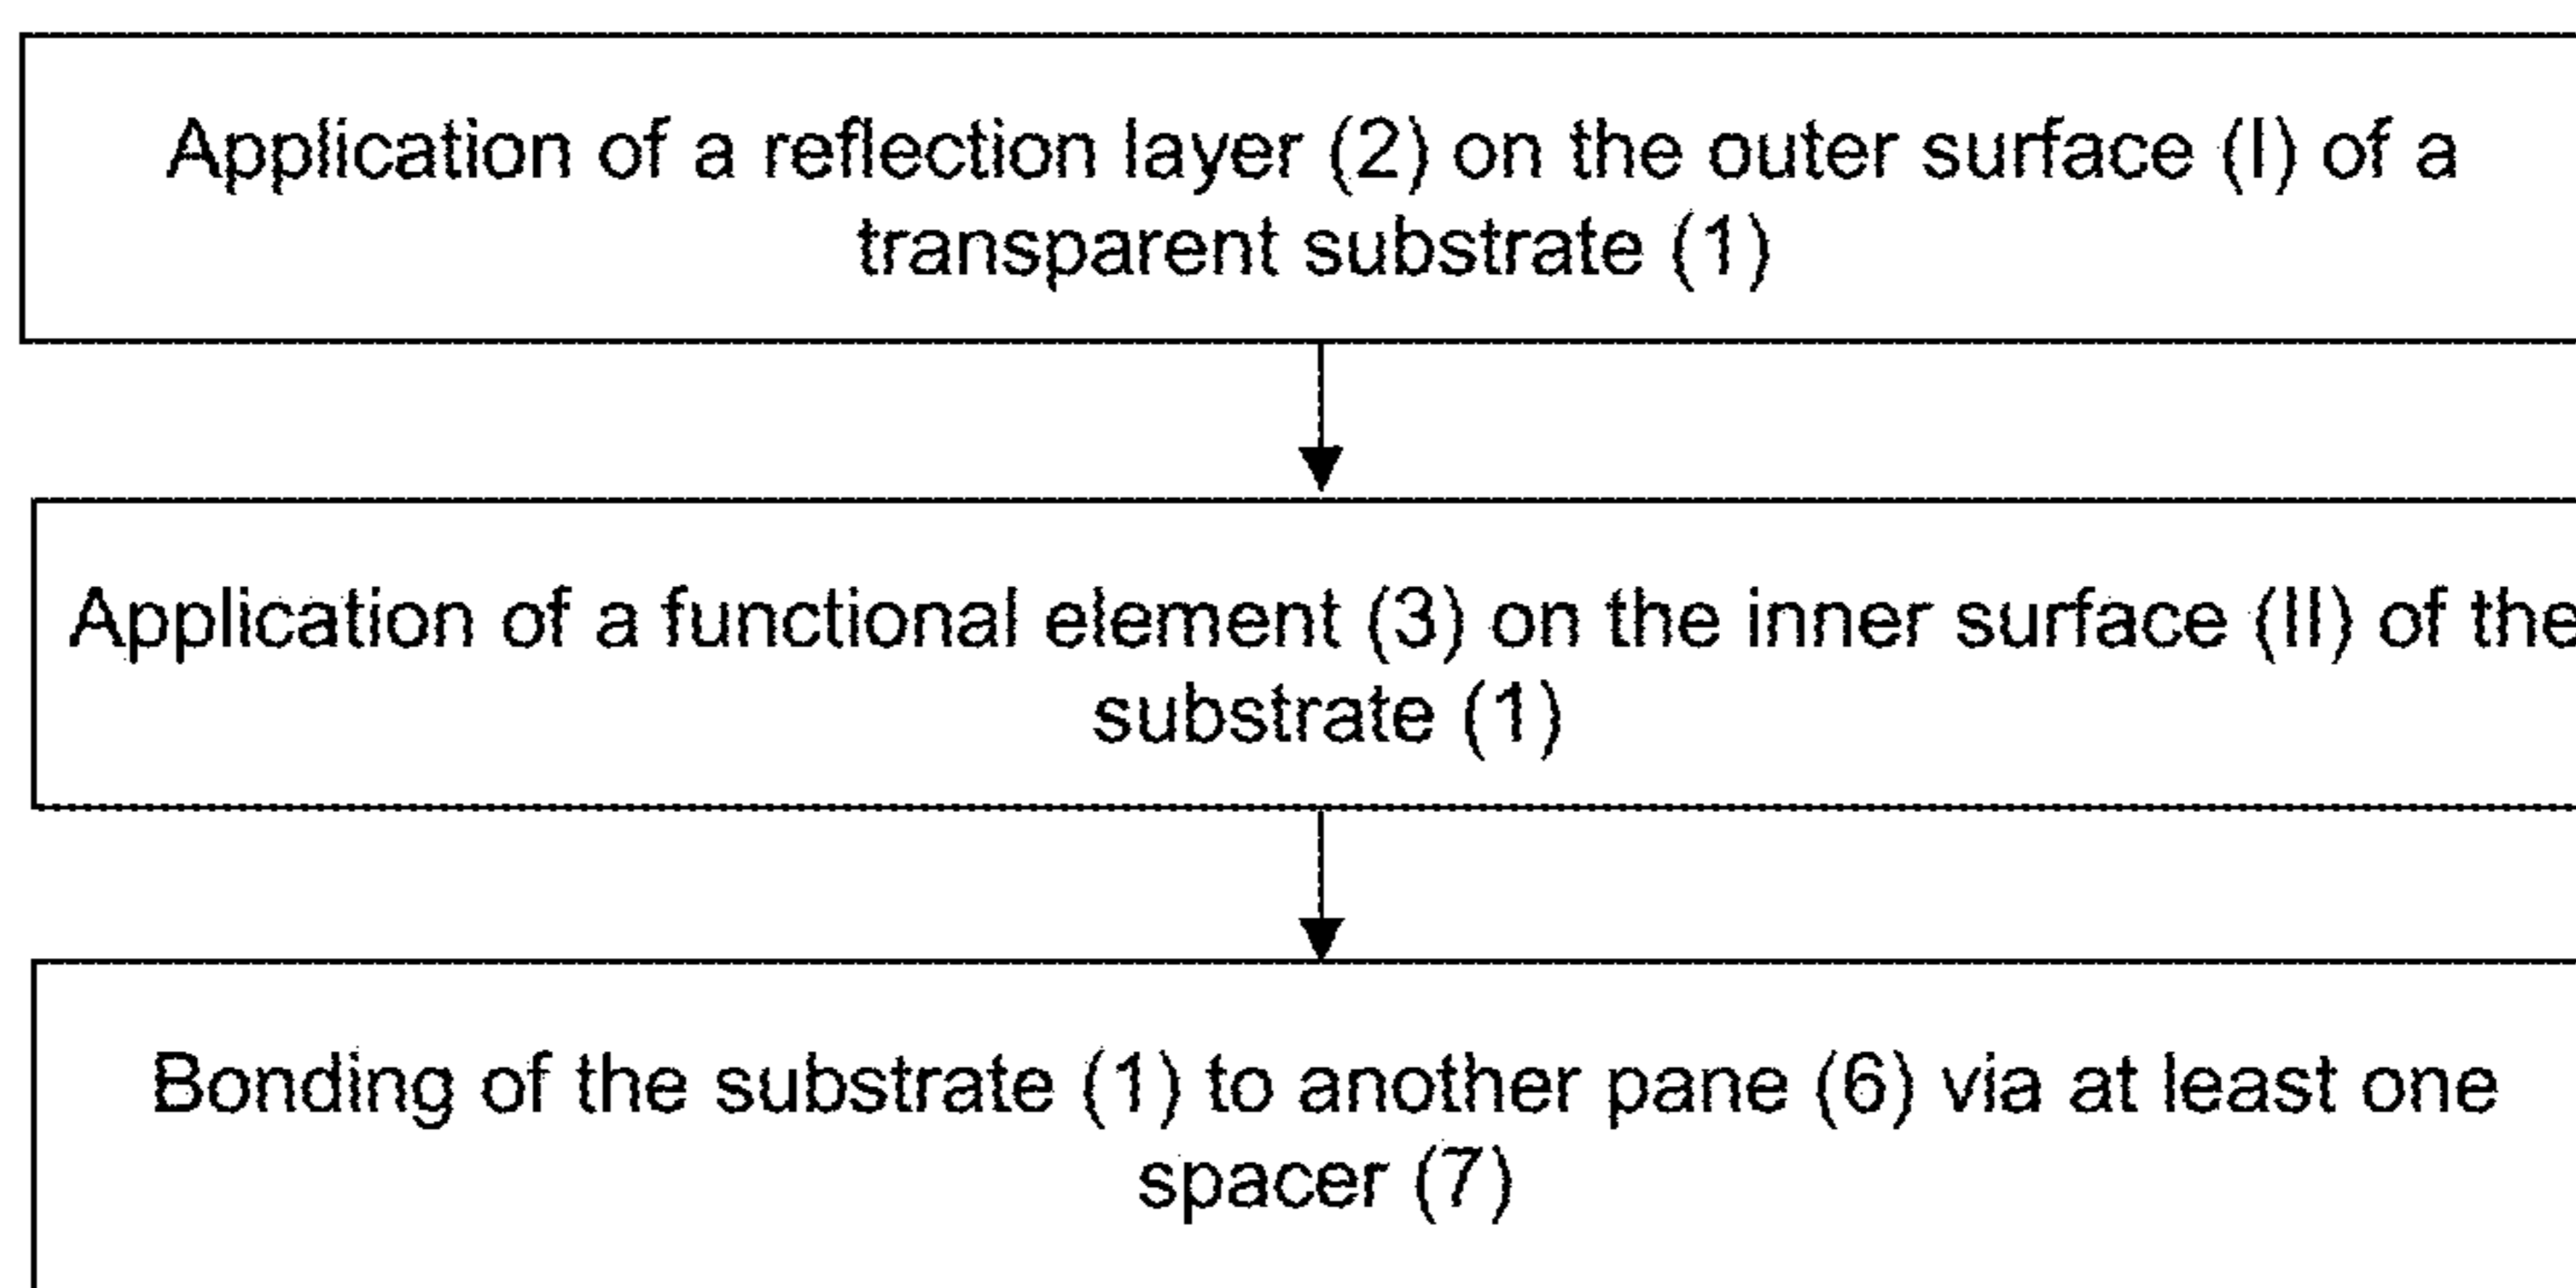 Application of a reflection layer (2) on the outer surface (I) of a
transparent substrate (1)
Application of a functional element (3) on the inner surface (II) of the
substrate (1)
Bonding of the substrate (1) to another pane (6) via at least one
spacer (7)